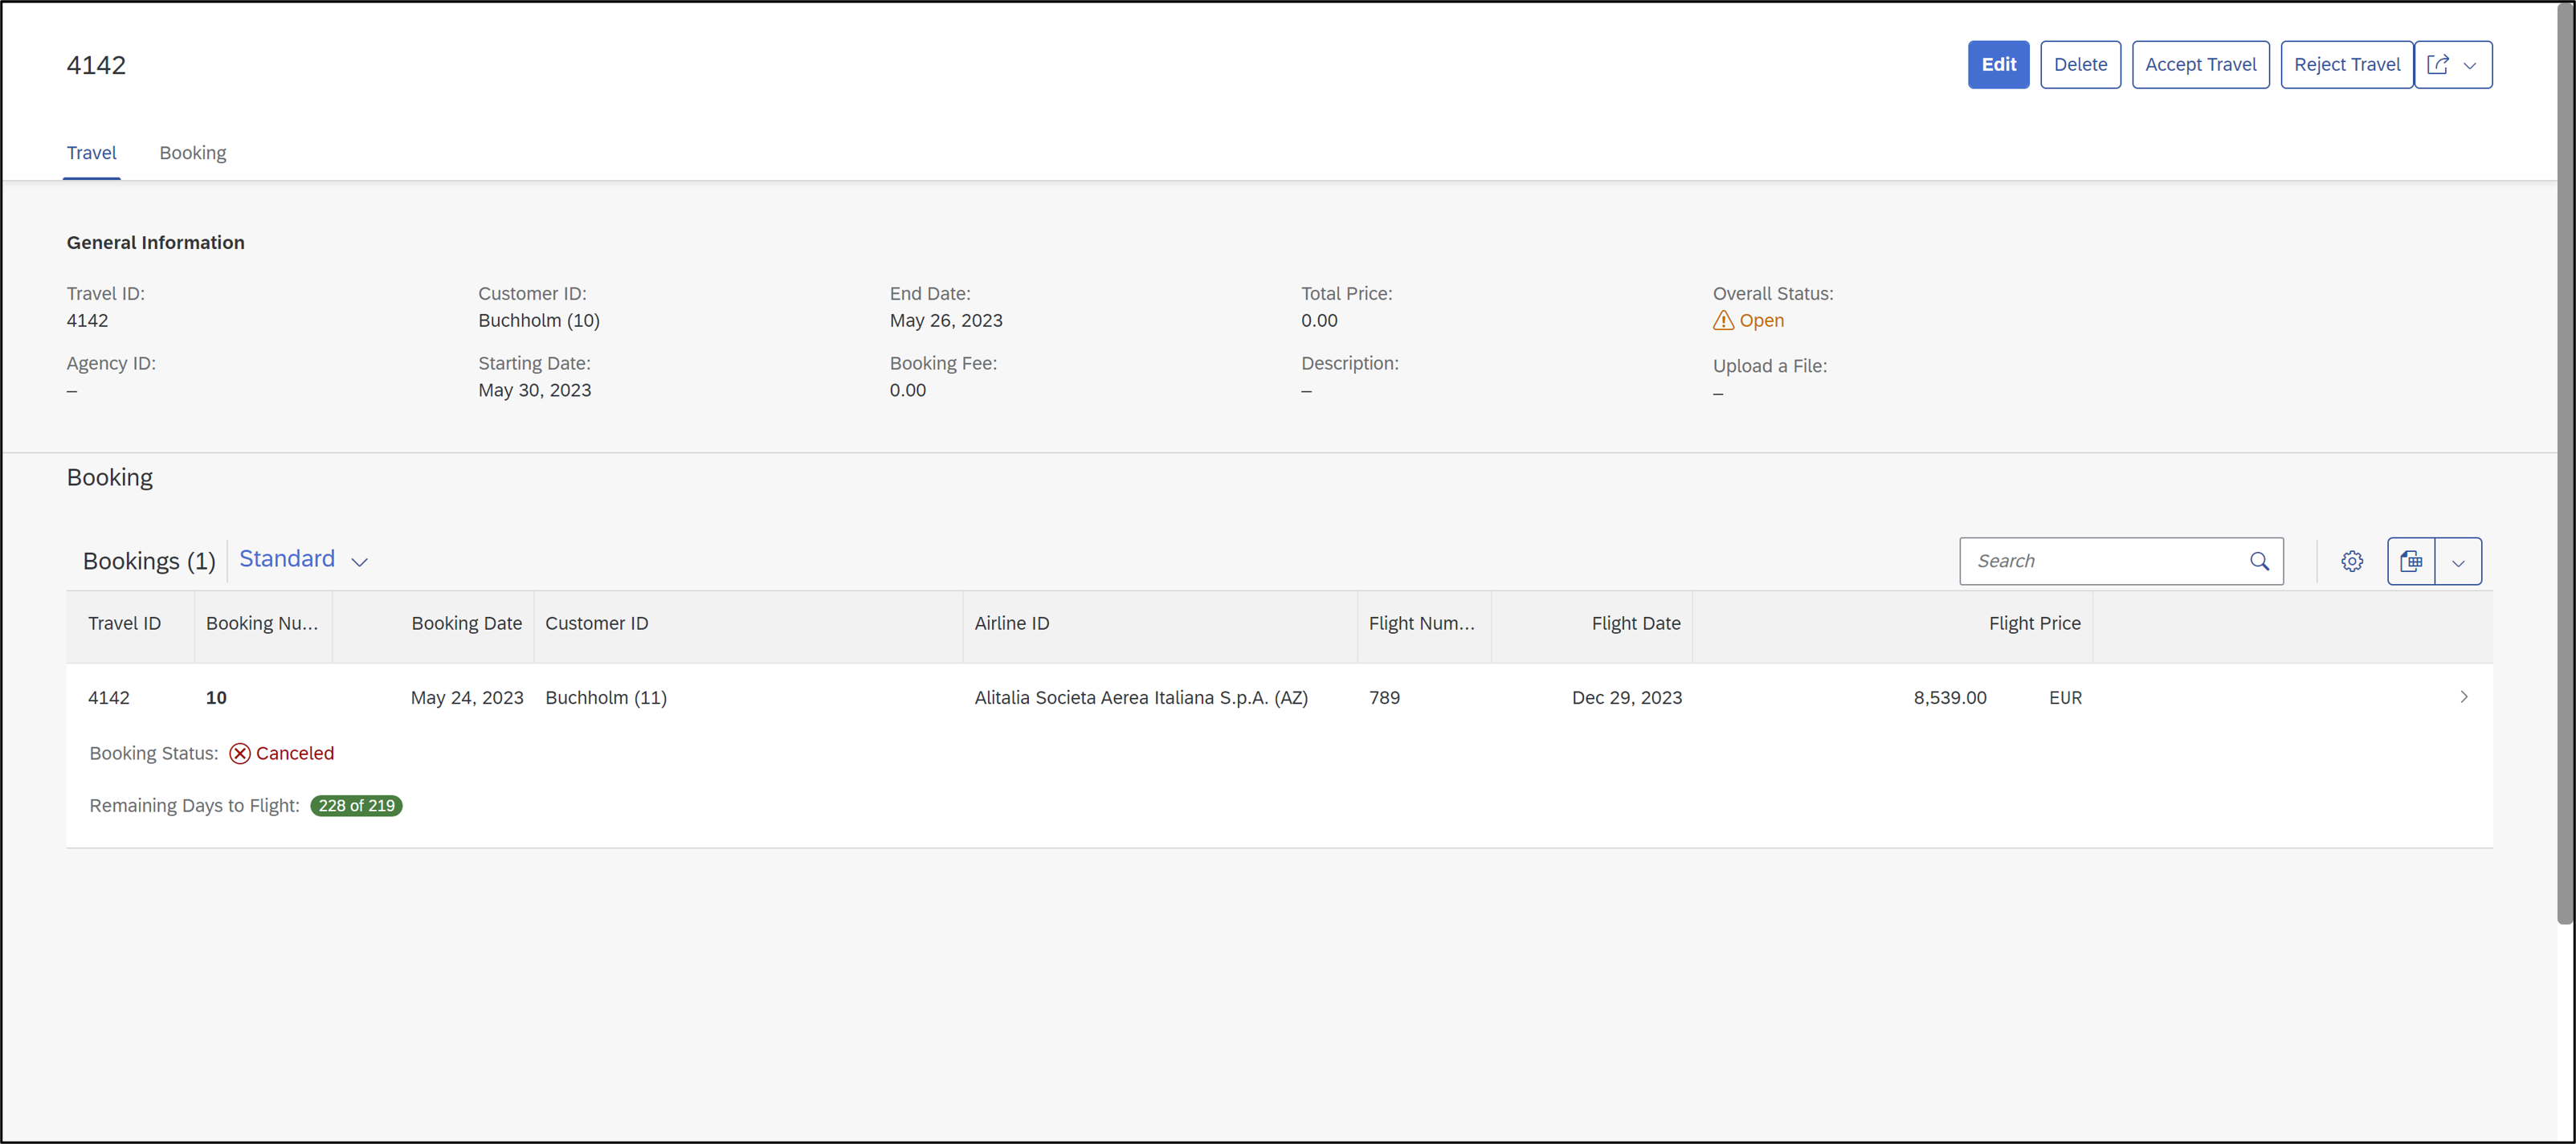 4142
Edit Delete Accept Travel Reject Travel
Travel Booking
General Information
Travel ID: Customer ID: End Date: Total Price: Overall Status:
4142 Buchholm (10) May 26, 2023 0.00 Open
Agency ID: Starting Date: Booking Fee: Description: Upload a File:
– May 30, 2023 0.00 – –
Booking
Bookings (1) Standard Search
Travel ID Booking Nu... Booking Date Customer ID Airline ID Flight Num... Flight Date Flight Price
4142 10 May 24, 2023 Buchholm (11) Alitalia Societa Aerea Italiana S.p.A. (AZ) 789 Dec 29, 2023 8,539.00 EUR
Booking Status: Canceled
Remaining Days to Flight: 228 of 219